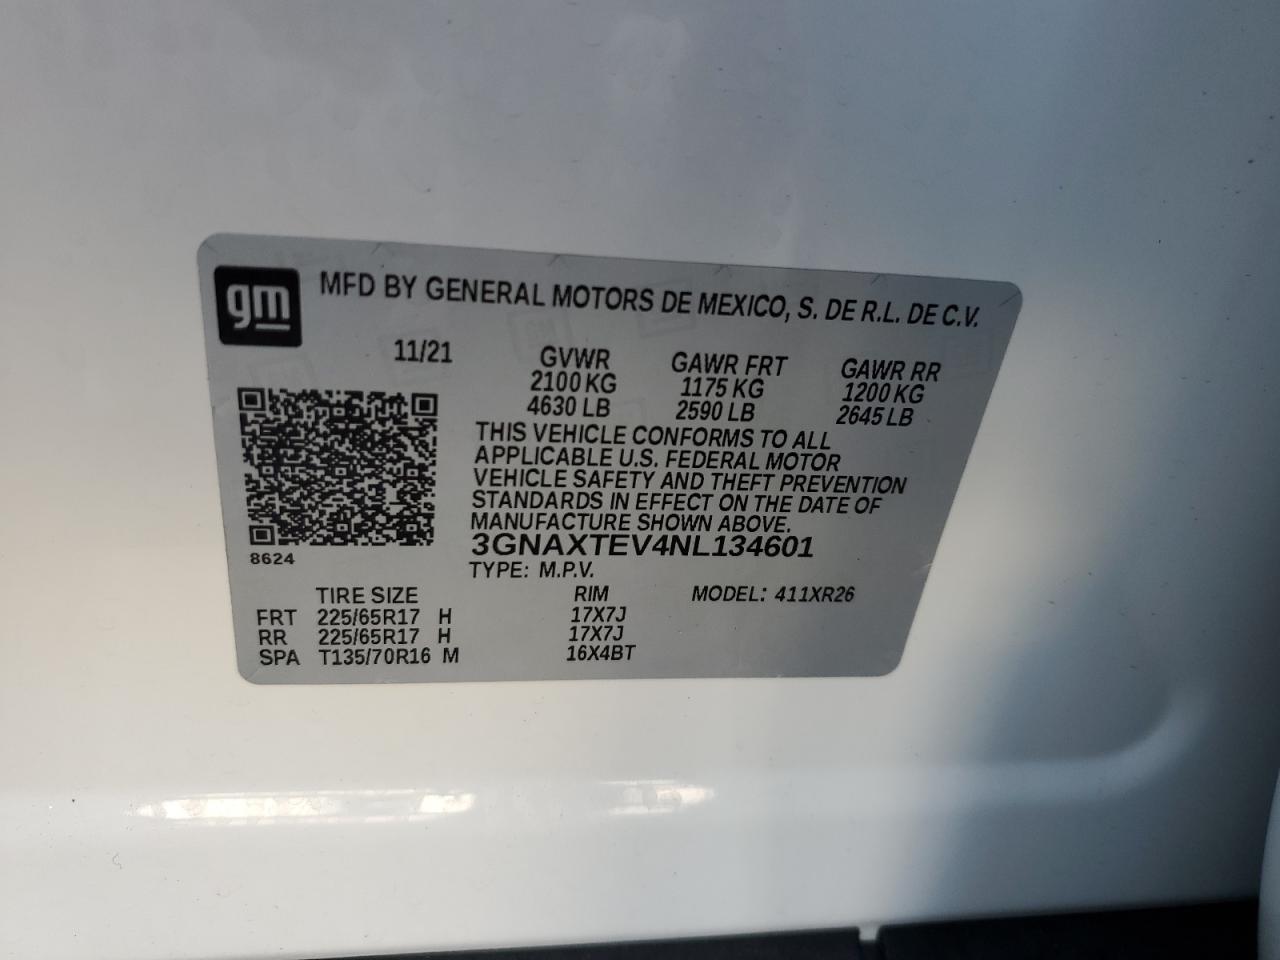 gm
MFD BY GENERAL MOTORS DE MEXICO, S. DE R.L. DE C.V.
11/21 GVWR GAWR FRT GAWR RR
2100 KG 1175 KG 1200 KG
4630 LB 2590 LB 2645 LB
THIS VEHICLE CONFORMS TO ALL
APPLICABLE U.S. FEDERAL MOTOR
VEHICLE SAFETY AND THEFT PREVENTION
STANDARDS IN EFFECT ON THE DATE OF
MANUFACTURE SHOWN ABOVE.
3GNAXTEV4NL134601
8624
TYPE: M.P.V.
TIRE SIZE RIM MODEL: 411XR26
FRT 225/65R17 H 17X7J
RR 225/65R17 H 17X7J
SPA T135/70R16 M 16X4BT